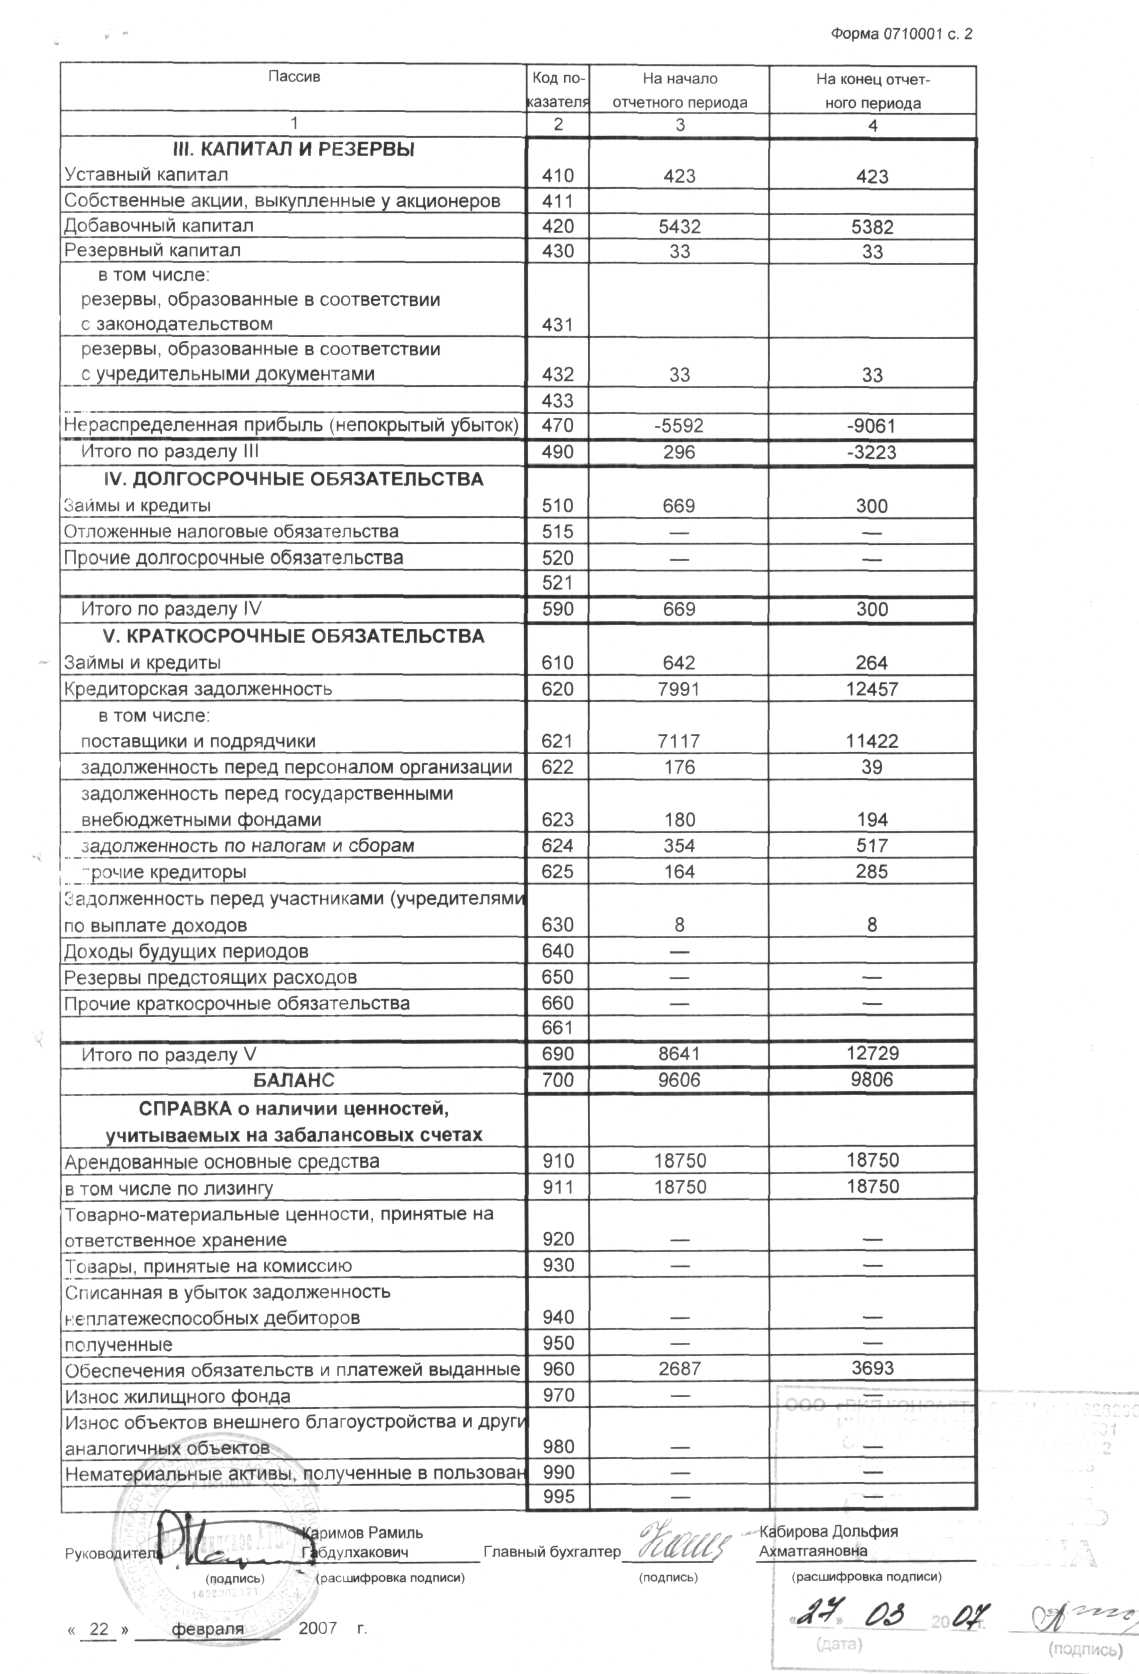 Форма 0710001 с. 2
Пассив Код по- На начало На конец отчет-
казателя отчетного периода ного периода
1 2 3 4
III. КАПИТАЛ И РЕЗЕРВЫ
Уставный капитал 410 423 423
Собственные акции, выкупленные у акционеров 411
Добавочный капитал 420 5432 5382
Резервный капитал 430 33 33
в том числе:
резервы, образованные в соответствии
с законодательством 431
резервы, образованные в соответствии
с учредительными документами 432 33 33
433
Нераспределенная прибыль (непокрытый убыток) 470 -5592 -9061
Итого по разделу III 490 296 -3223
IV. ДОЛГОСРОЧНЫЕ ОБЯЗАТЕЛЬСТВА
Займы и кредиты 510 669 300
Отложенные налоговые обязательства 515 — —
Прочие долгосрочные обязательства 520 — —
521
Итого по разделу IV 590 669 300
V. КРАТКОСРОЧНЫЕ ОБЯЗАТЕЛЬСТВА
Займы и кредиты 610 642 264
Кредиторская задолженность 620 7991 12457
в том числе:
поставщики и подрядчики 621 7117 11422
задолженность перед персоналом организации 622 176 39
задолженность перед государственными
внебюджетными фондами 623 180 194
задолженность по налогам и сборам 624 354 517
прочие кредиторы 625 164 285
Задолженность перед участниками (учредителями
по выплате доходов 630 8 8
Доходы будущих периодов 640 —
Резервы предстоящих расходов 650 — —
Прочие краткосрочные обязательства 660 — —
661
Итого по разделу V 690 8641 12729
БАЛАНС 700 9606 9806
СПРАВКА о наличии ценностей,
учитываемых на забалансовых счетах
Арендованные основные средства 910 18750 18750
в том числе по лизингу 911 18750 18750
Товарно-материальные ценности, принятые на
ответственное хранение 920 — —
Товары, принятые на комиссию 930 — —
Списанная в убыток задолженность
неплатежеспособных дебиторов 940 — —
полученные 950 — —
Обеспечения обязательств и платежей выданные 960 2687 3693
Износ жилищного фонда 970 — —
Износ объектов внешнего благоустройства и други
аналогичных объектов 980 — —
Нематериальные активы, полученные в пользован 990 — —
995 — —
Каримов Рамиль Кабирова Дольфия
Руководитель Габдулхакович Главный бухгалтер Ахматгаяновна
(подпись) (расшифровка подписи) (подпись) (расшифровка подписи)
« 22 » февраля 2007 г.
«27» 03 2007 г.
(дата) (подпись)